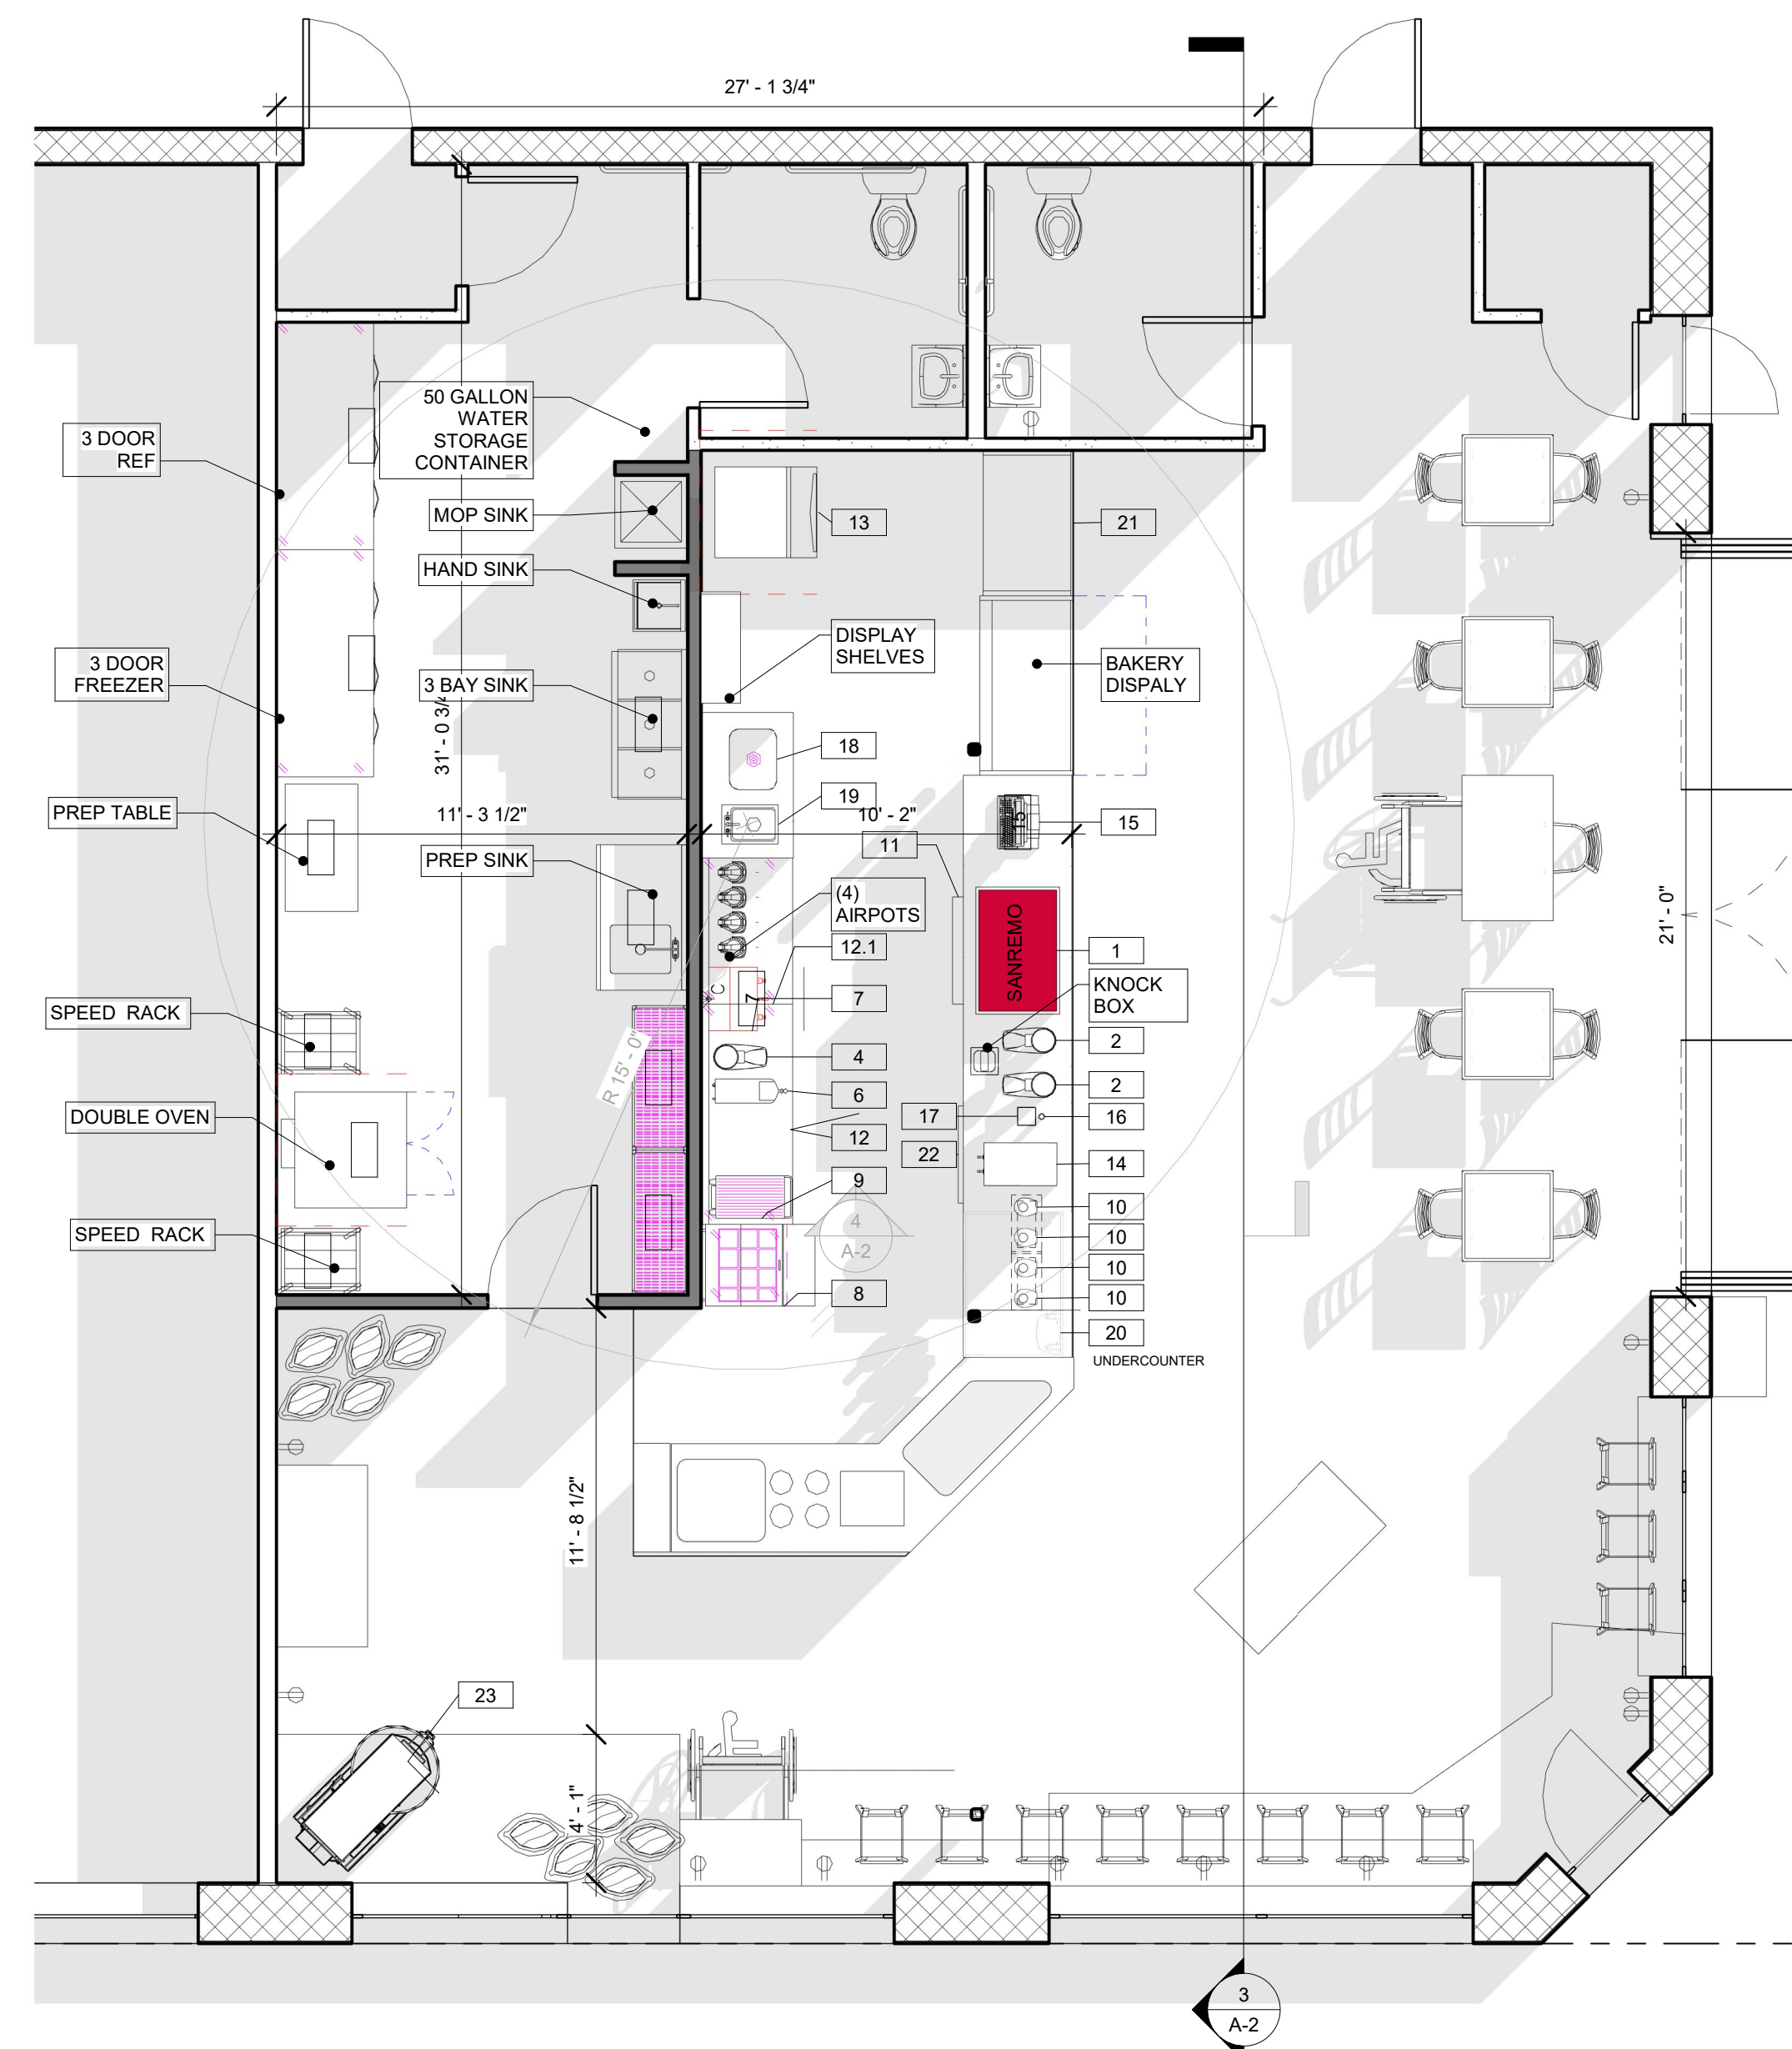 27' - 1 3/4"
50 GALLON
WATER
STORAGE
CONTAINER
3 DOOR
REF
MOP SINK
13
21
HAND SINK
DISPLAY
SHELVES
BAKERY
DISPALY
3 DOOR
FREEZER
3 BAY SINK
31' - 0 3/4
18
19
PREP TABLE
11' - 3 1/2"
10' - 2"
15
15
11
PREP SINK
(4)
AIRPOTS
12.1
SANREMO
1
21' - 0"
C
7
7
KNOCK
BOX
SPEED RACK
2
4
R 15' - 0"
2
6
DOUBLE OVEN
17
16
12
22
14
9
SPEED RACK
10
4
A-2
10
10
8
10
20
UNDERCOUNTER
11' - 8 1/2"
23
4' - 1"
3
A-2